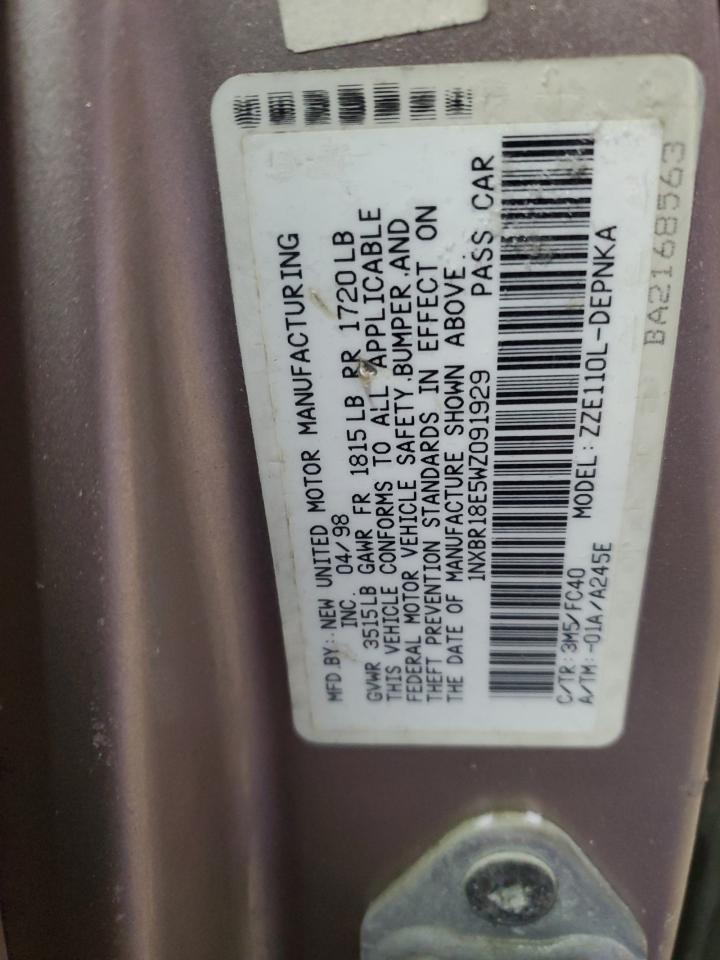 MFD.BY: NEW UNITED MOTOR MANUFACTURING
INC. 04/98
GVWR 3515LB GAWR FR 1815LB RR 1720LB
THIS VEHICLE CONFORMS TO ALL APPLICABLE
FEDERAL MOTOR VEHICLE SAFETY,BUMPER,AND
THEFT PREVENTION STANDARDS IN EFFECT ON
THE DATE OF MANUFACTURE SHOWN ABOVE.
1NXBR18E5WZ091929 PASS CAR
C/TR:3M5/FC40 MODEL:ZZE110L-DEPNKA
A/TM:-01A/A245E
BA2168563